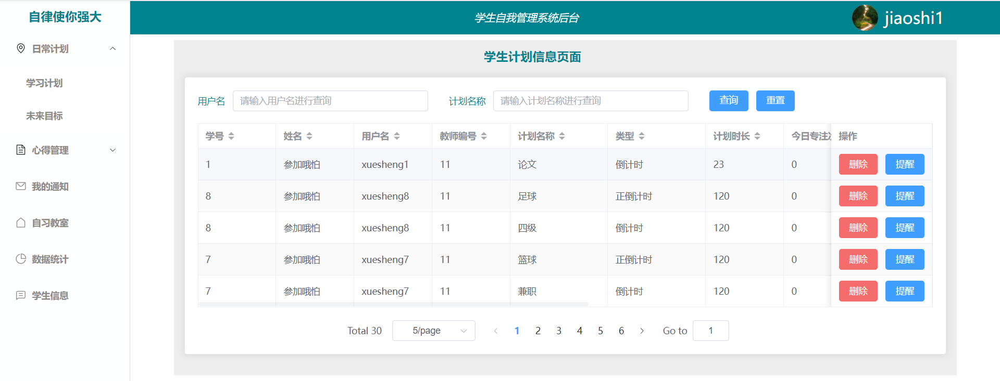 自律使你强大
学生自我管理系统后台
jiaoshi1
日常计划
学习计划
未来目标
心得管理
我的通知
自习教室
数据统计
学生信息
学生计划信息页面
用户名 请输入用户名进行查询 计划名称 请输入计划名称进行查询 查询 重置
学号 姓名 用户名 教师编号 计划名称 类型 计划时长 今日专注 操作
1 参加哦怕 xuesheng1 11 论文 倒计时 23 0 删除 提醒
8 参加哦怕 xuesheng8 11 足球 正倒计时 120 0 删除 提醒
8 参加哦怕 xuesheng8 11 四级 倒计时 120 0 删除 提醒
7 参加哦怕 xuesheng7 11 篮球 正倒计时 120 0 删除 提醒
7 参加哦怕 xuesheng7 11 兼职 倒计时 120 0 删除 提醒
Total 30 5/page 1 2 3 4 5 6 Go to 1